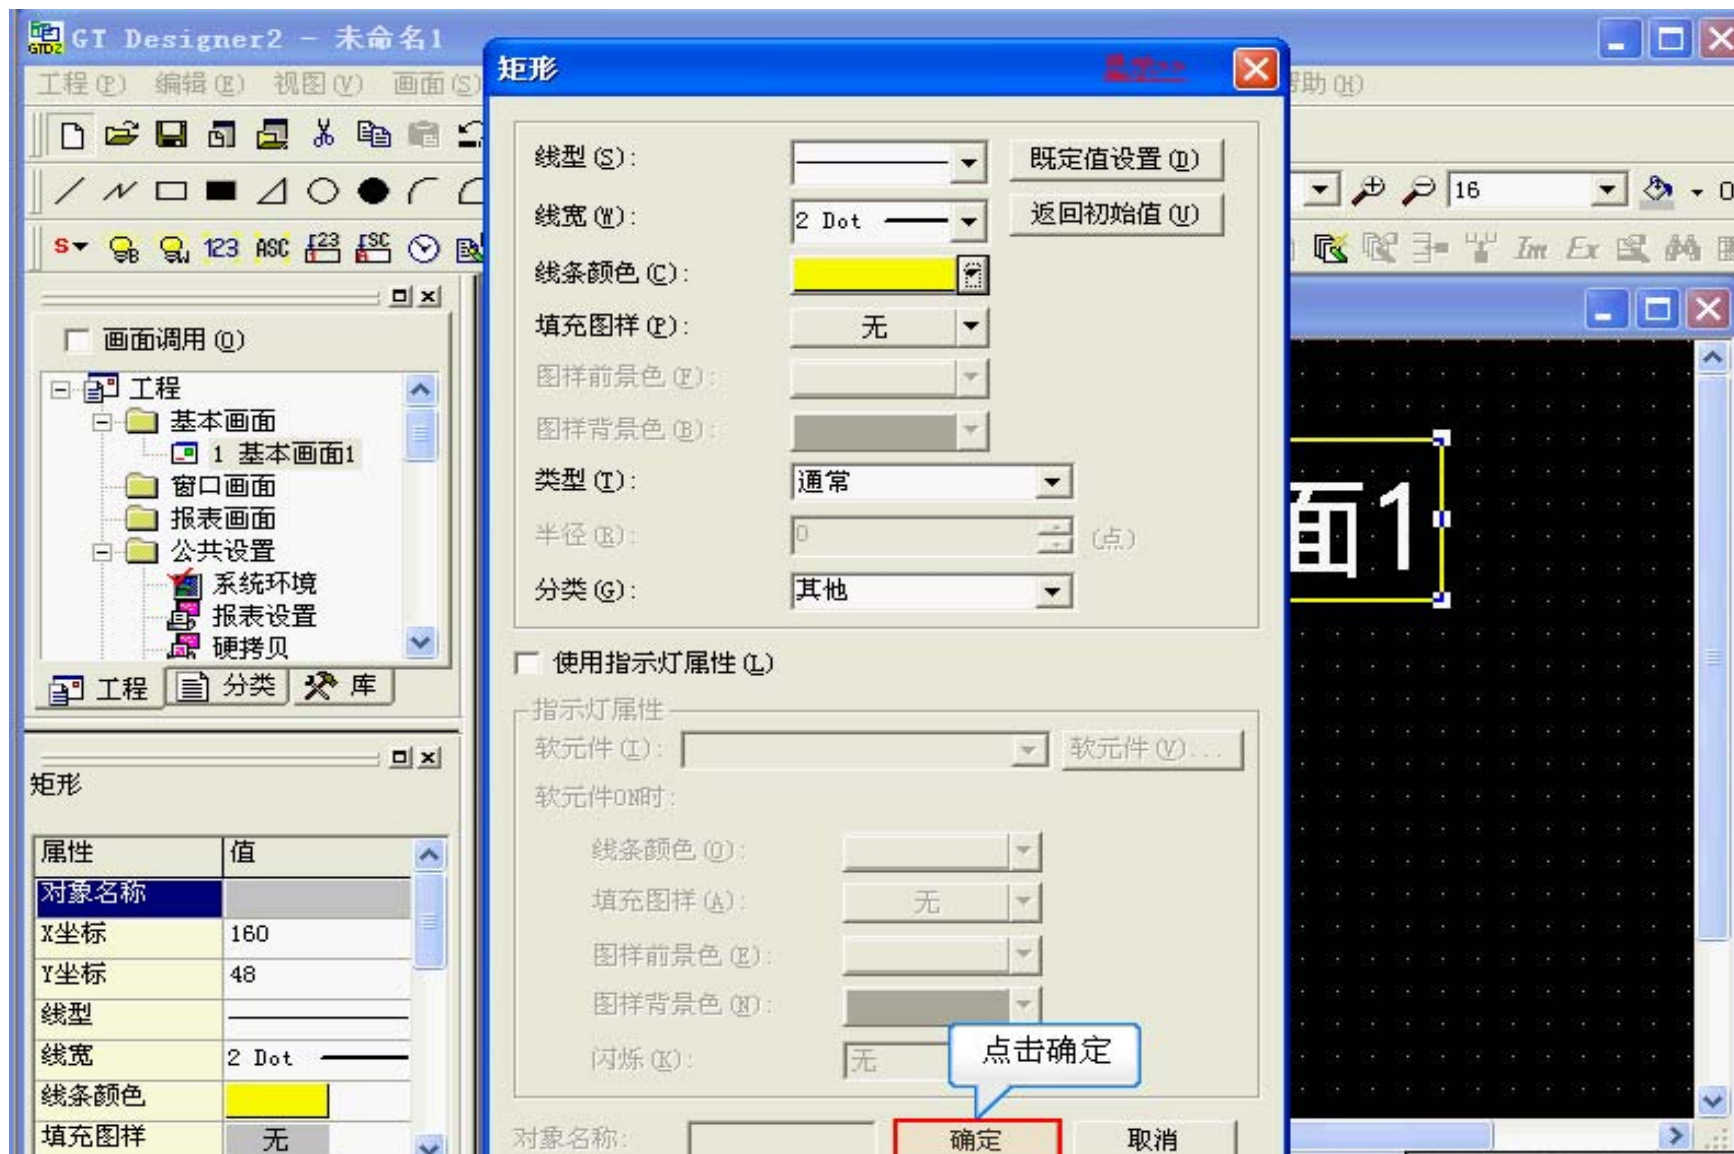 GT Designer2 - 未命名1
工程(P) 编辑(E) 视图(V) 画面(S)
帮助(H)
矩形
显示>>
16
S
123 ASC
Im Ex
画面调用(O)
工程
基本画面
1 基本画面1
窗口画面
报表画面
公共设置
系统环境
报表设置
硬拷贝
工程 分类 库
矩形
属性 值
对象名称
X坐标 160
Y坐标 48
线型
线宽 2 Dot
线条颜色
填充图样 无
线型(S):
既定值设置(D)
线宽(W): 2 Dot
返回初始值(U)
线条颜色(C):
填充图样(P): 无
图样前景色(F):
图样背景色(B):
类型(T): 通常
半径(R): 0 (点)
分类(G): 其他
使用指示灯属性(L)
指示灯属性
软元件(I): 软元件(V)...
软元件ON时:
线条颜色(O):
填充图样(A): 无
图样前景色(E):
图样背景色(N):
闪烁(K): 无
点击确定
对象名称: 确定 取消
面1